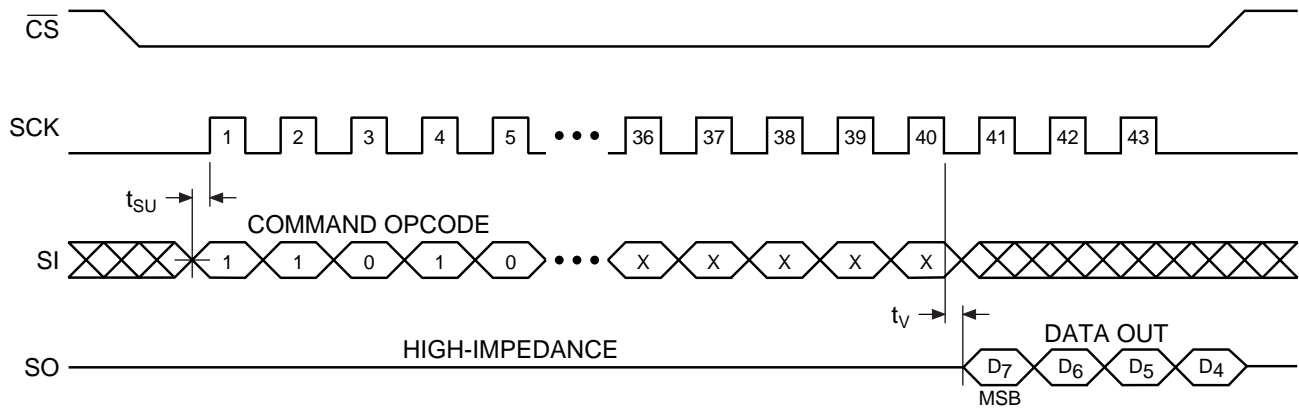 CS
SCK 1 2 3 4 5 ••• 36 37 38 39 40 41 42 43
tSU
COMMAND OPCODE
SI 1 1 0 1 0 ••• X X X X X
tV
HIGH-IMPEDANCE DATA OUT
SO D7 D6 D5 D4
MSB